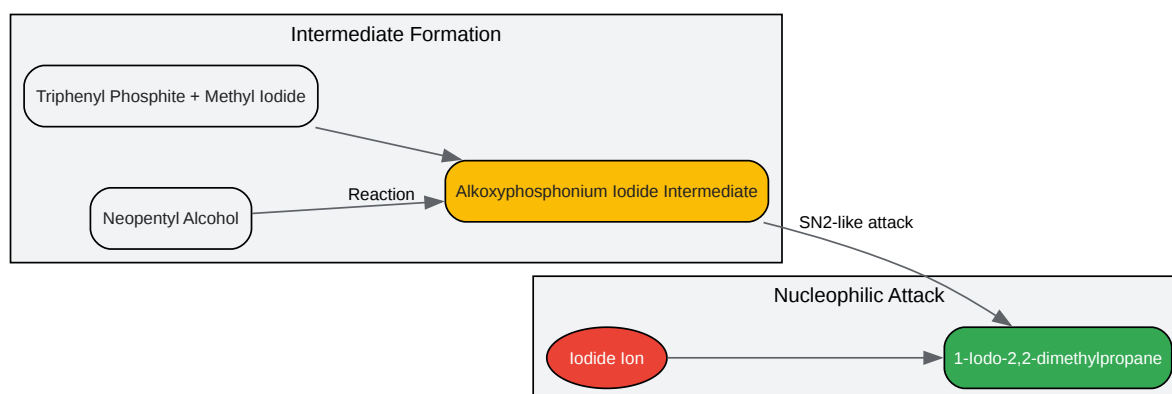 Intermediate Formation
Triphenyl Phosphite + Methyl Iodide
Neopentyl Alcohol
Reaction
Alkoxyphosphonium Iodide Intermediate
SN2-like attack
Nucleophilic Attack
Iodide Ion
1-Iodo-2,2-dimethylpropane